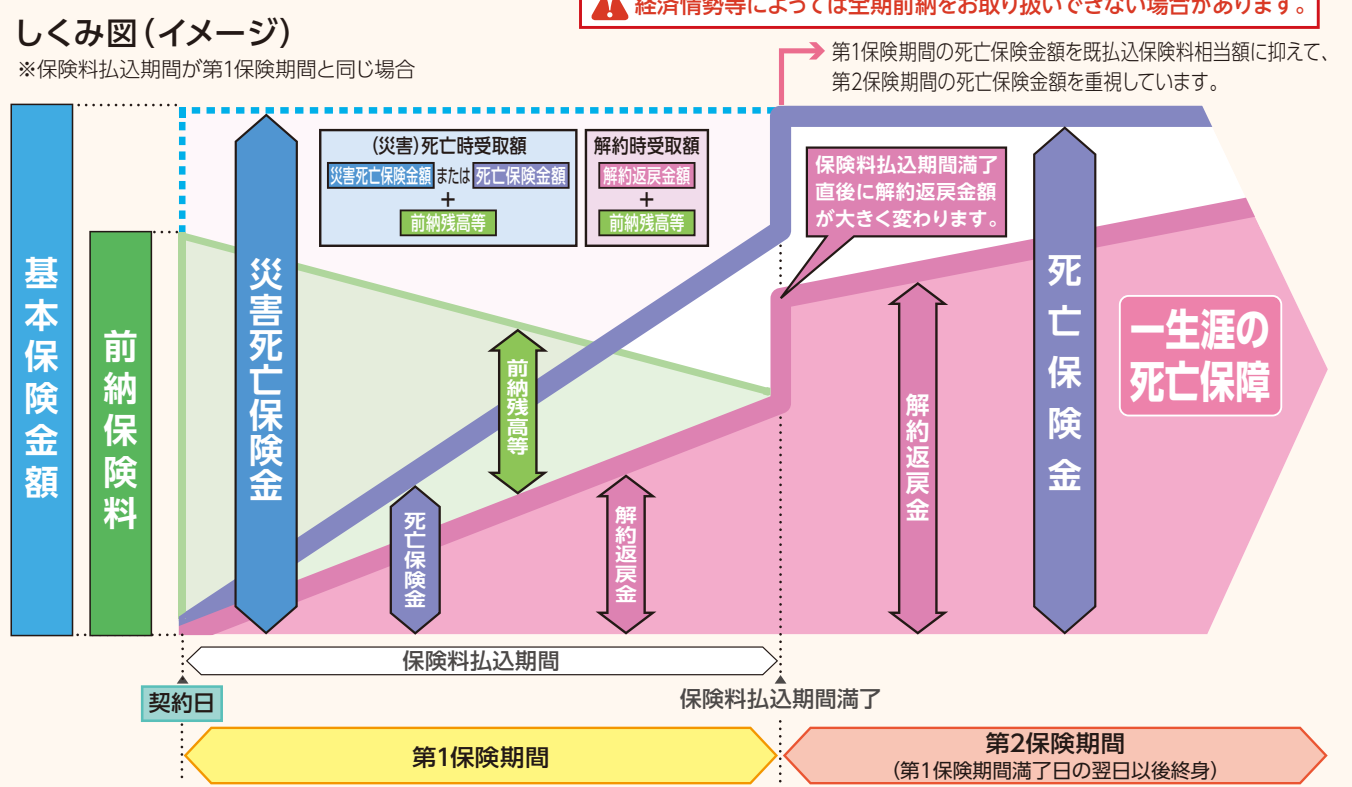 経済情勢等によっては全期前納をお取り扱いできない場合があります。
しくみ図（イメージ）
※保険料払込期間が第1保険期間と同じ場合
第1保険期間の死亡保険金額を既払込保険料相当額に抑えて、
第2保険期間の死亡保険金額を重視しています。
基本保険金額
前納保険料
災害死亡保険金
(災害)死亡時受取額
災害死亡保険金額 または 死亡保険金額
+
前納残高等
解約時受取額
解約返戻金額
+
前納残高等
保険料払込期間満了
直後に解約返戻金額
が大きく変わります。
前納残高等
死亡保険金
解約返戻金
解約返戻金
死亡保険金
一生涯の
死亡保障
保険料払込期間
契約日
保険料払込期間満了
第1保険期間
第2保険期間
(第1保険期間満了日の翌日以後終身)